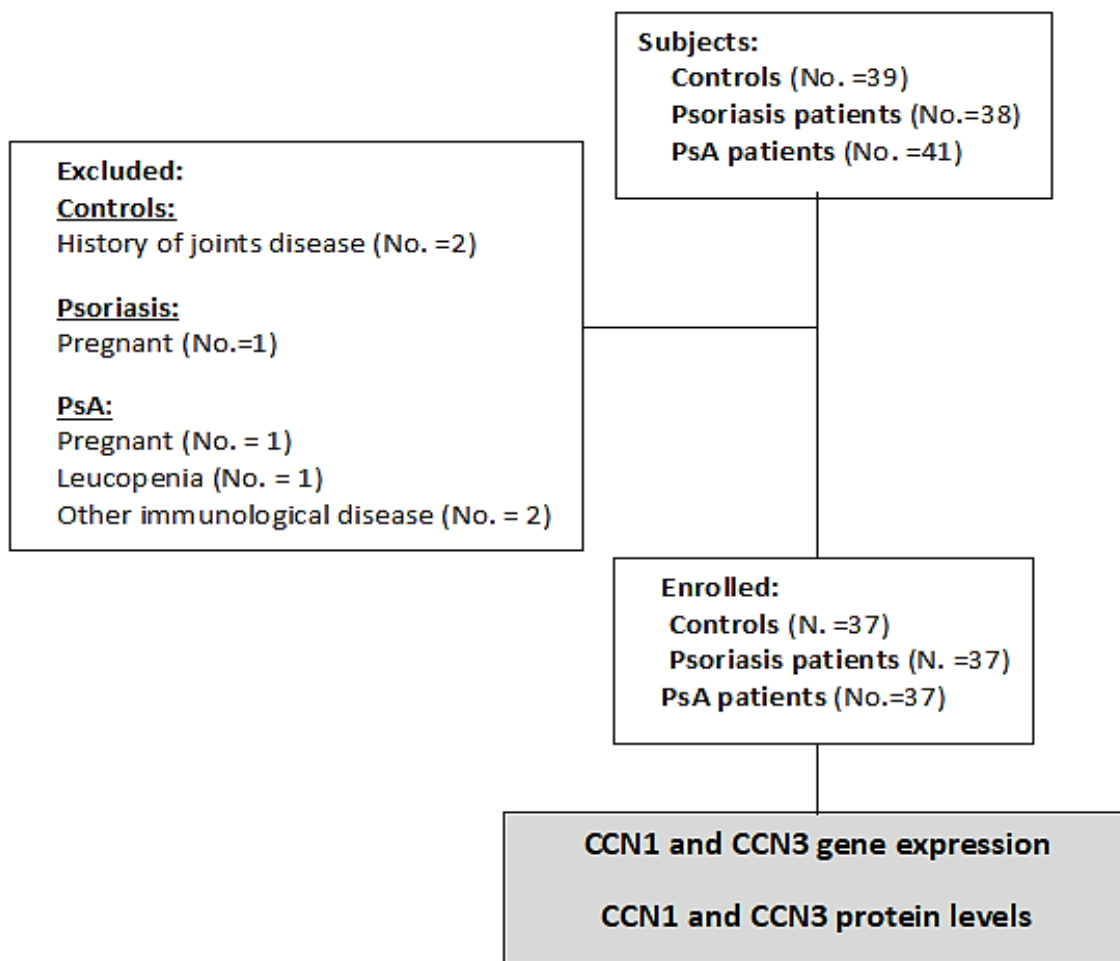 Subjects:
Controls (No. =39)
Psoriasis patients (No.=38)
PsA patients (No. =41)
Excluded:
Controls:
History of joints disease (No. =2)
Psoriasis:
Pregnant (No.=1)
PsA:
Pregnant (No. = 1)
Leucopenia (No. = 1)
Other immunological disease (No. = 2)
Enrolled:
Controls (N. =37)
Psoriasis patients (N. =37)
PsA patients (No.=37)
CCN1 and CCN3 gene expression
CCN1 and CCN3 protein levels